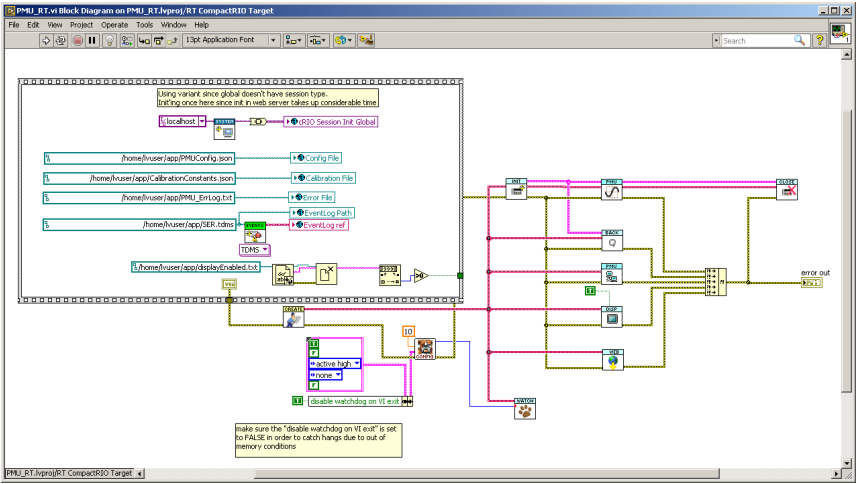 PMU_RT.vi Block Diagram on PMU_RT.lvproj/RT CompactRIO Target
File Edit View Project Operate Tools Window Help
13pt Application Font
Search
1
Using variant since global doesn't have session type.
Init'ing once here since init in web server takes up considerable time
localhost
SYSTEM
cRIO Session Init Global
/home/lvuser/app/PMUConfig.json
Config File
/home/lvuser/app/CalibrationConstants.json
Calibration File
/home/lvuser/app/PMU_ErrLog.txt
Error File
EventLog Path
/home/lvuser/app/SER.tdms
EVENTS
EventLog ref
TDMS
/home/lvuser/app/displayEnabled.txt
INIT
PMU
CLOSE
BACK
PMU
error out
T
DISP
CREATE
WEB
10
CONFIG
T
F
active high
none
F
T
disable watchdog on VI exit
WATCH
make sure the "disable watchdog on VI exit" is set
to FALSE in order to catch hangs due to out of
memory conditions
PMU_RT.lvproj/RT CompactRIO Target